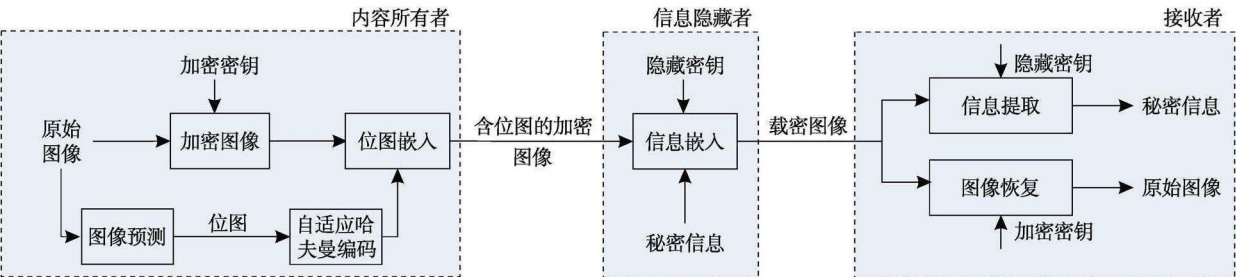 内容所有者
加密密钥
原始
图像
加密图像
位图嵌入
图像预测
位图
自适应哈
夫曼编码
含位图的加密
图像
信息隐藏者
隐藏密钥
信息嵌入
秘密信息
载密图像
接收者
隐藏密钥
信息提取
秘密信息
图像恢复
原始图像
加密密钥